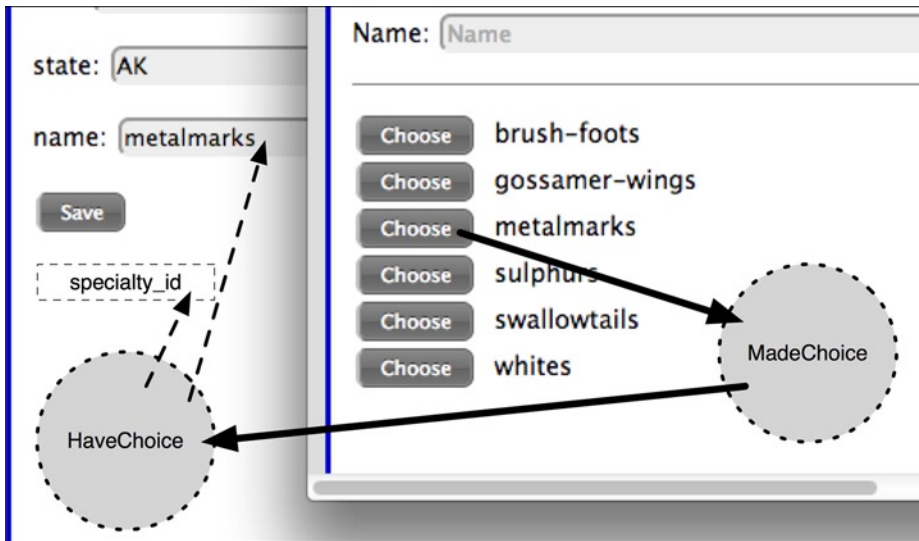 state: AK
name: metalmarks
Save
specialty_id
HaveChoice
Name: Name
Choose brush-foots
Choose gossamer-wings
Choose metalmarks
Choose sulphurs
Choose swallowtails
Choose whites
MadeChoice